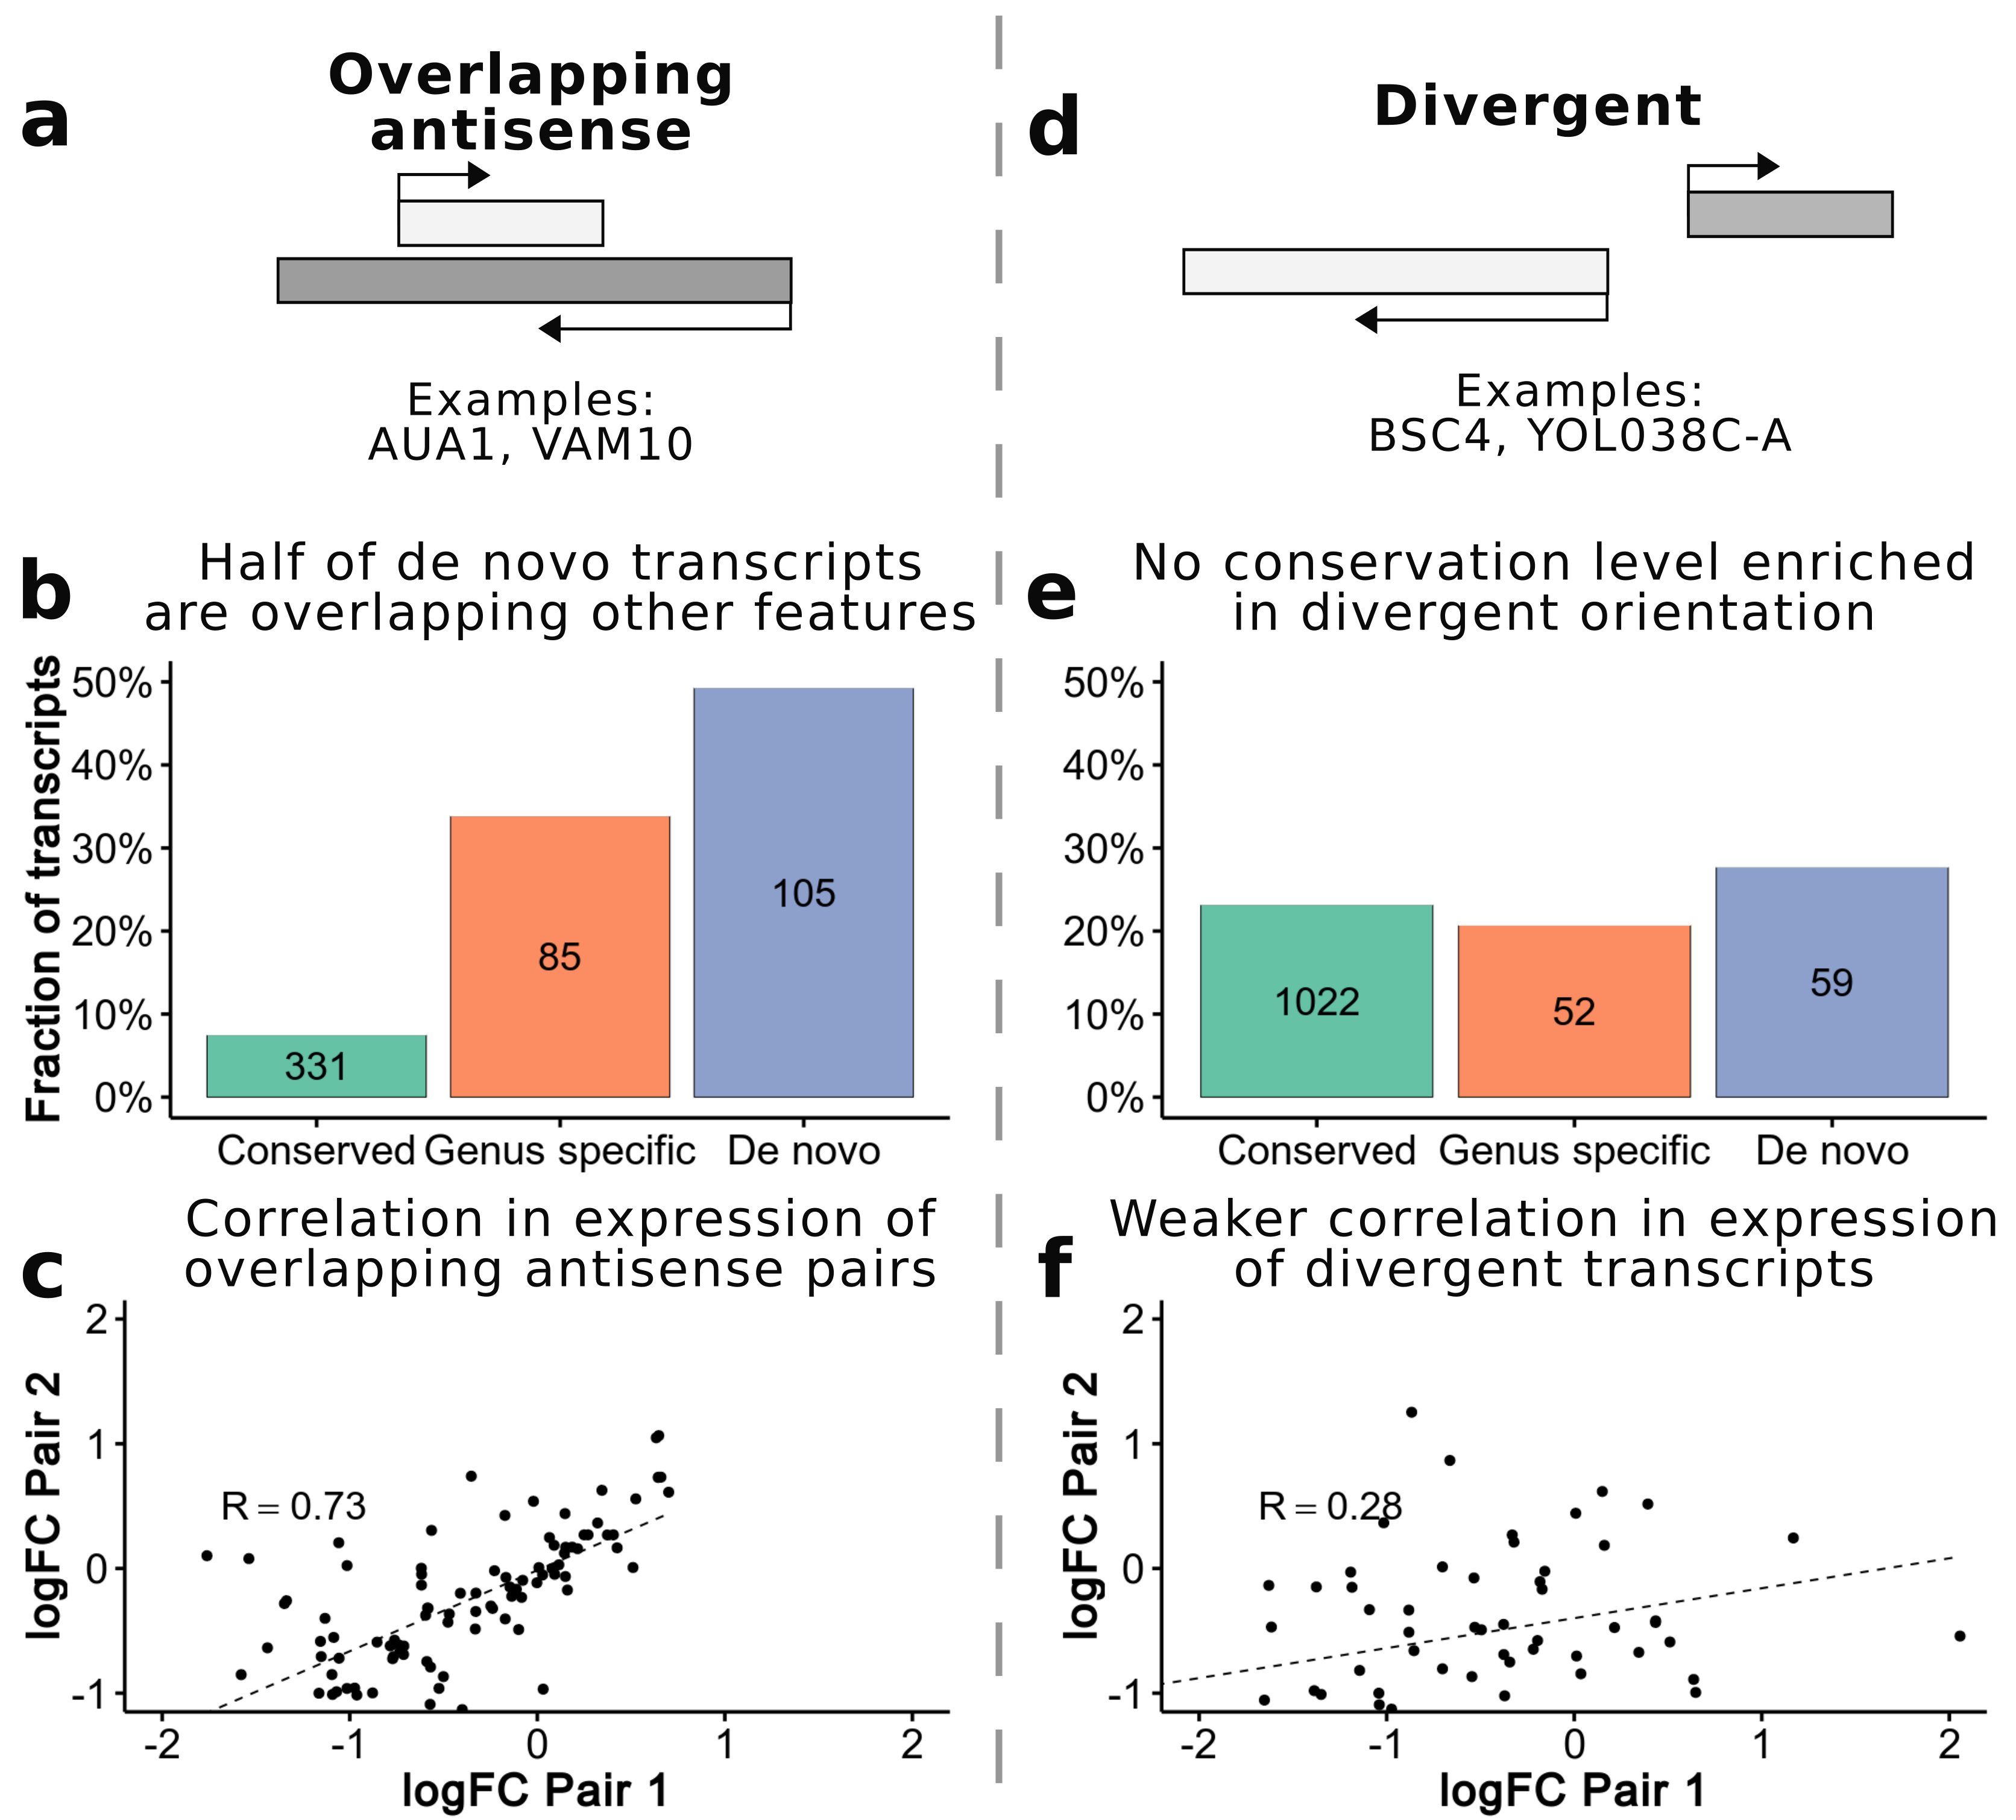 a
Overlapping
antisense
Examples:
AUA1, VAM10
b
Half of de novo transcripts
are overlapping other features
Fraction of transcripts
50%
40%
30%
20%
10%
0%
331
85
105
Conserved
Genus specific
De novo
c
Correlation in expression of
overlapping antisense pairs
logFC Pair 2
2
1
0
-1
R = 0.73
-2
-1
0
1
2
logFC Pair 1
d
Divergent
Examples:
BSC4, YOL038C-A
e
No conservation level enriched
in divergent orientation
50%
40%
30%
20%
10%
0%
1022
52
59
Conserved
Genus specific
De novo
f
Weaker correlation in expression
of divergent transcripts
logFC Pair 2
2
1
0
-1
R = 0.28
-2
-1
0
1
2
logFC Pair 1